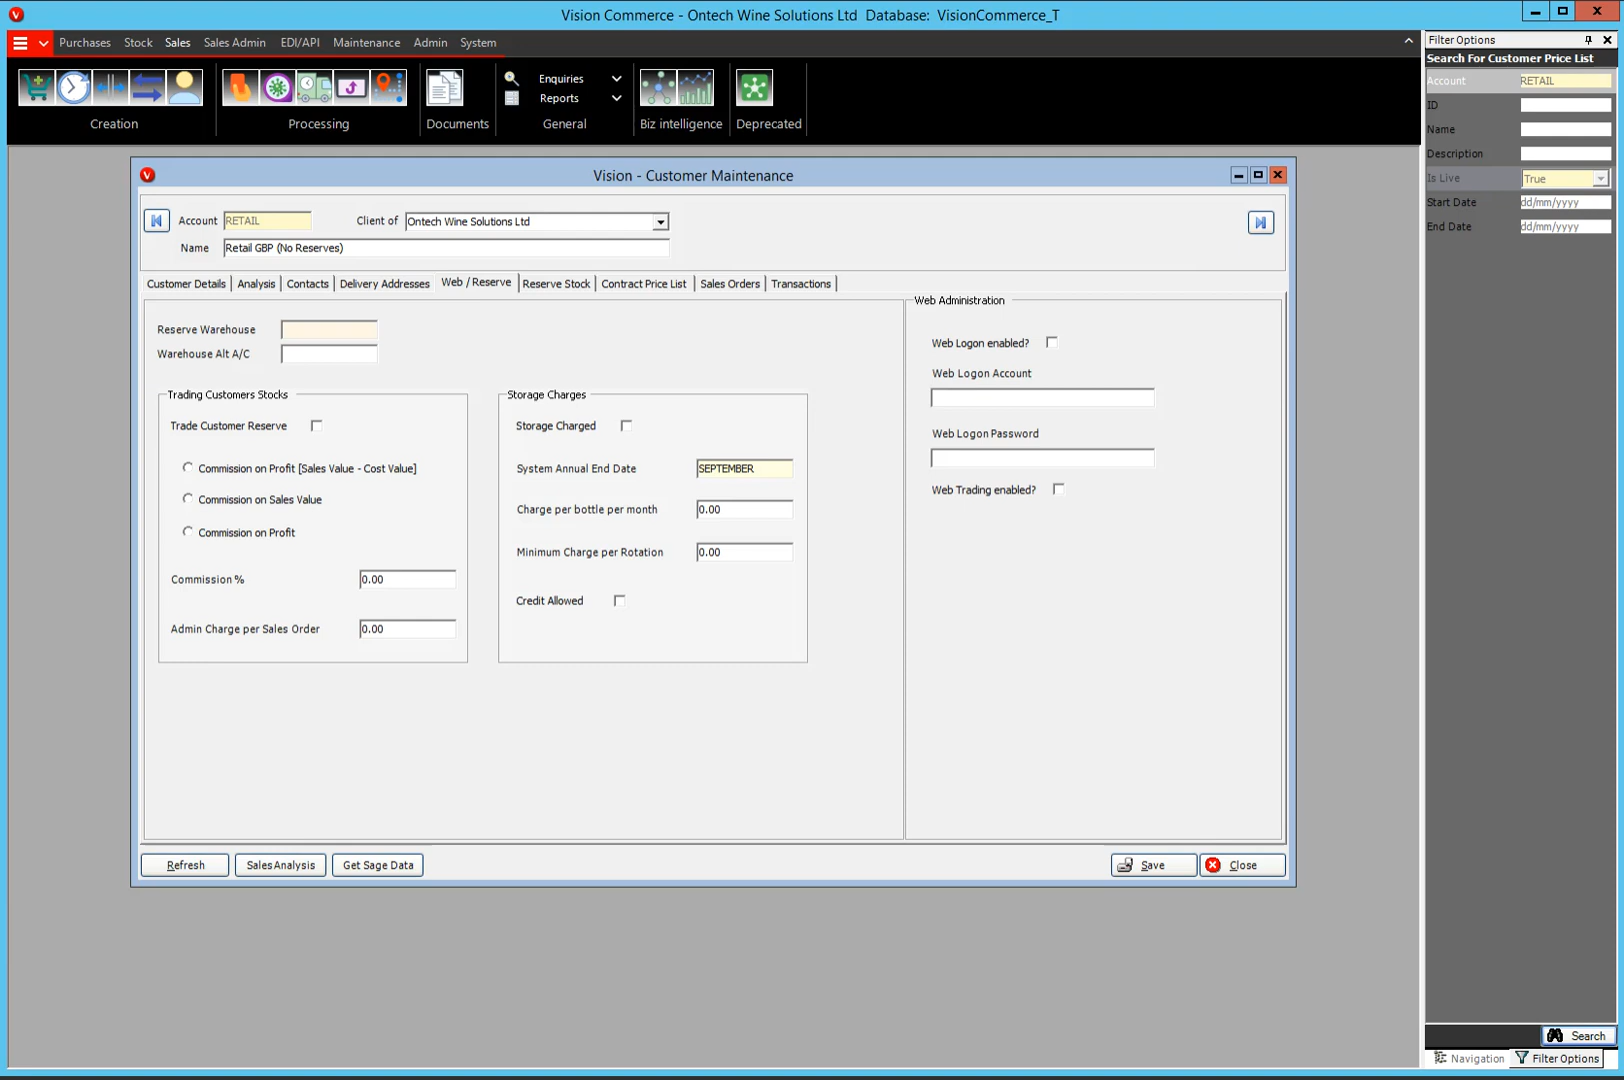 Vision Commerce - Ontech Wine Solutions Ltd  Database:  VisionCommerce_T
Purchases  Stock  Sales  Sales Admin  EDI/API  Maintenance  Admin  System
Enquiries
Reports
Creation  Processing  Documents  General  Biz intelligence  Deprecated
Vision - Customer Maintenance
Account  RETAIL  Client of  Ontech Wine Solutions Ltd
Name  Retail GBP (No Reserves)
Customer Details  Analysis  Contacts  Delivery Addresses  Web / Reserve  Reserve Stock  Contract Price List  Sales Orders  Transactions
Reserve Warehouse
Warehouse Alt A/C
Trading Customers Stocks
Trade Customer Reserve
Commission on Profit [Sales Value - Cost Value]
Commission on Sales Value
Commission on Profit
Commission %  0.00
Admin Charge per Sales Order  0.00
Storage Charges
Storage Charged
System Annual End Date  SEPTEMBER
Charge per bottle per month  0.00
Minimum Charge per Rotation  0.00
Credit Allowed
Web Administration
Web Logon enabled?
Web Logon Account
Web Logon Password
Web Trading enabled?
Refresh  Sales Analysis  Get Sage Data  Save  Close
Filter Options
Search For Customer Price List
Account  RETAIL
ID
Name
Description
Is Live  True
Start Date  dd/mm/yyyy
End Date  dd/mm/yyyy
Search
Navigation  Filter Options